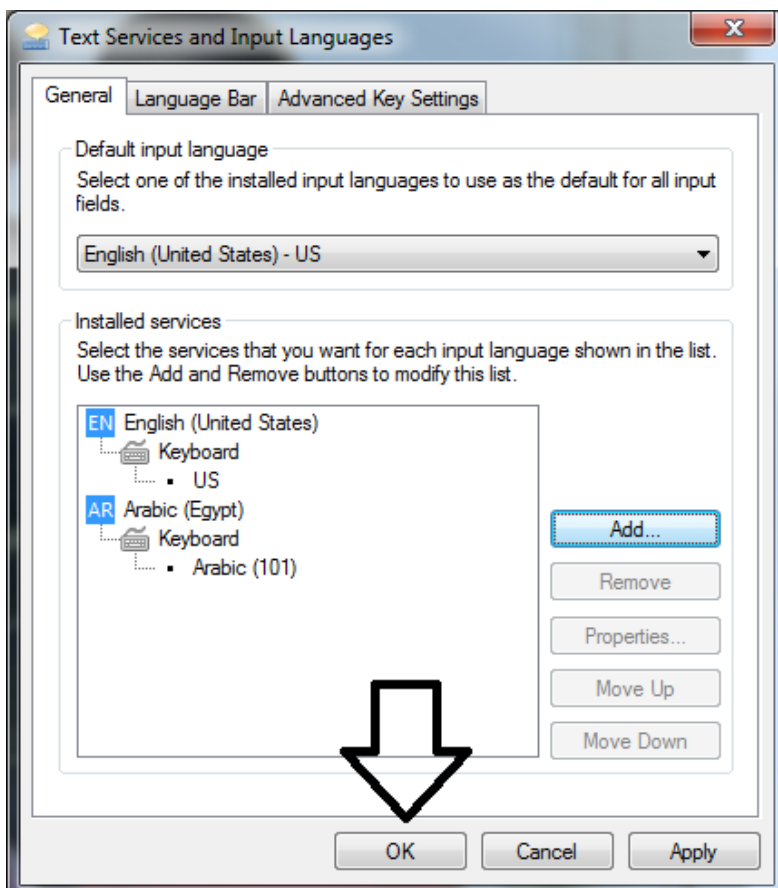 Text Services and Input Languages
x
General
Language Bar
Advanced Key Settings
Default input language
Select one of the installed input languages to use as the default for all input
fields.
English (United States) - US
Installed services
Select the services that you want for each input language shown in the list.
Use the Add and Remove buttons to modify this list.
EN English (United States)
Keyboard
US
AR Arabic (Egypt)
Keyboard
Arabic (101)
Add...
Remove
Properties...
Move Up
Move Down
OK
Cancel
Apply